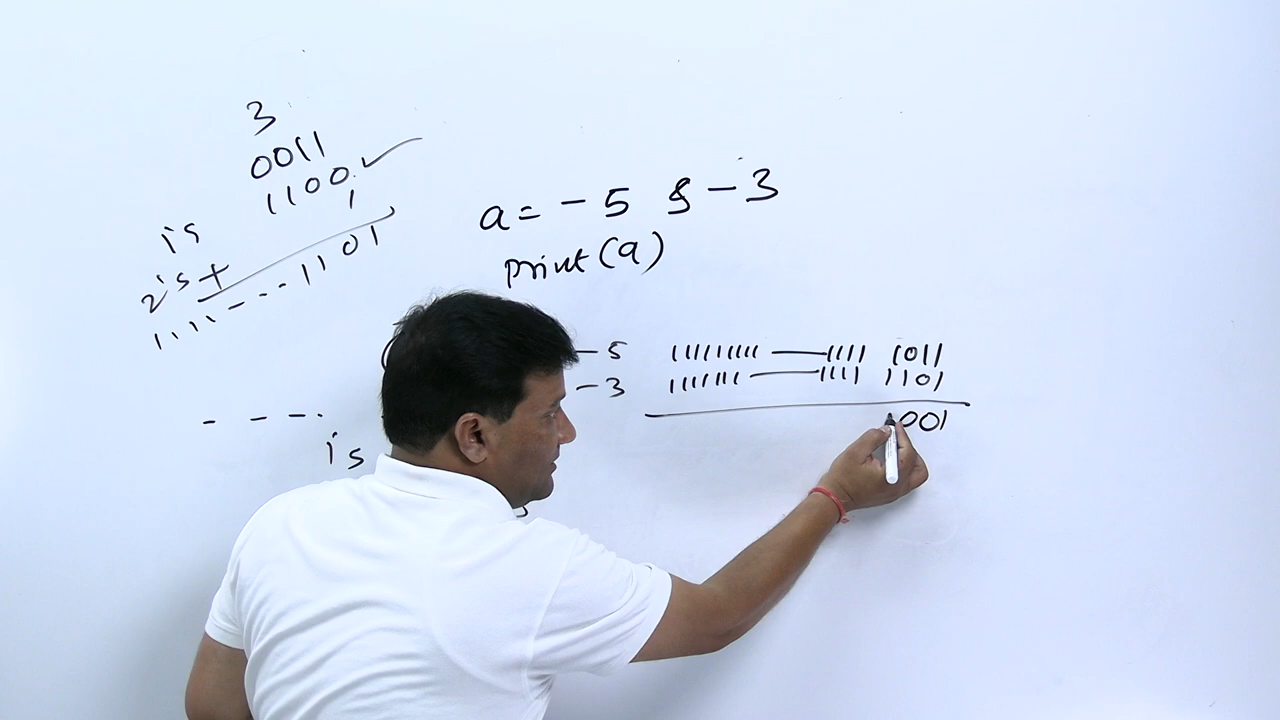 3
0011
1100
1
1's
2's +
1111---1101
a = -5 & -3
print(a)
-5 111111111 — 1111 1011
-3 1111111 — 1111 1101
001
- - - .
1's